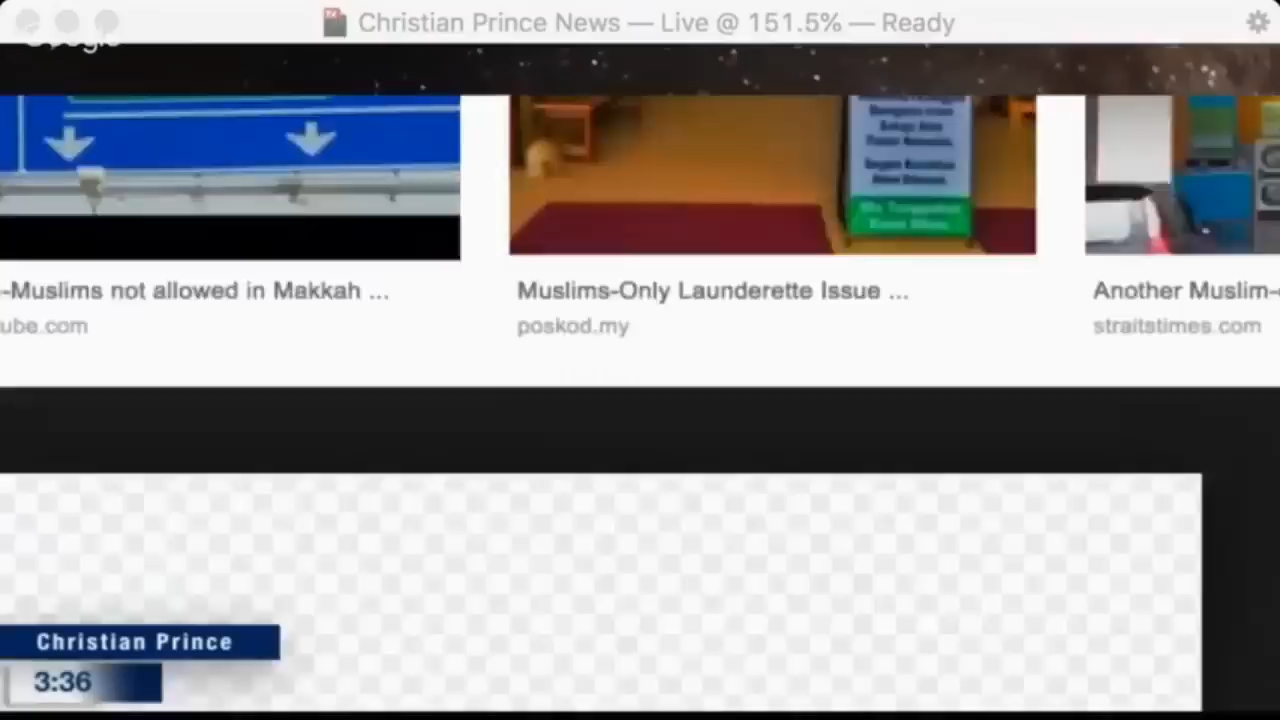 Christian Prince News — Live @ 151.5% — Ready
Google
-Muslims not allowed in Makkah ...
ube.com
Muslims-Only Launderette Issue ...
poskod.my
Another Muslim-
straitstimes.com
Christian Prince
3:36